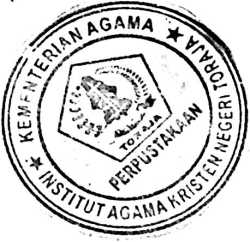 KEMENTERIAN AGAMA
TORAJA
PERPUSTAKAAN
INSTITUT AGAMA KRISTEN NEGERI TORAJA